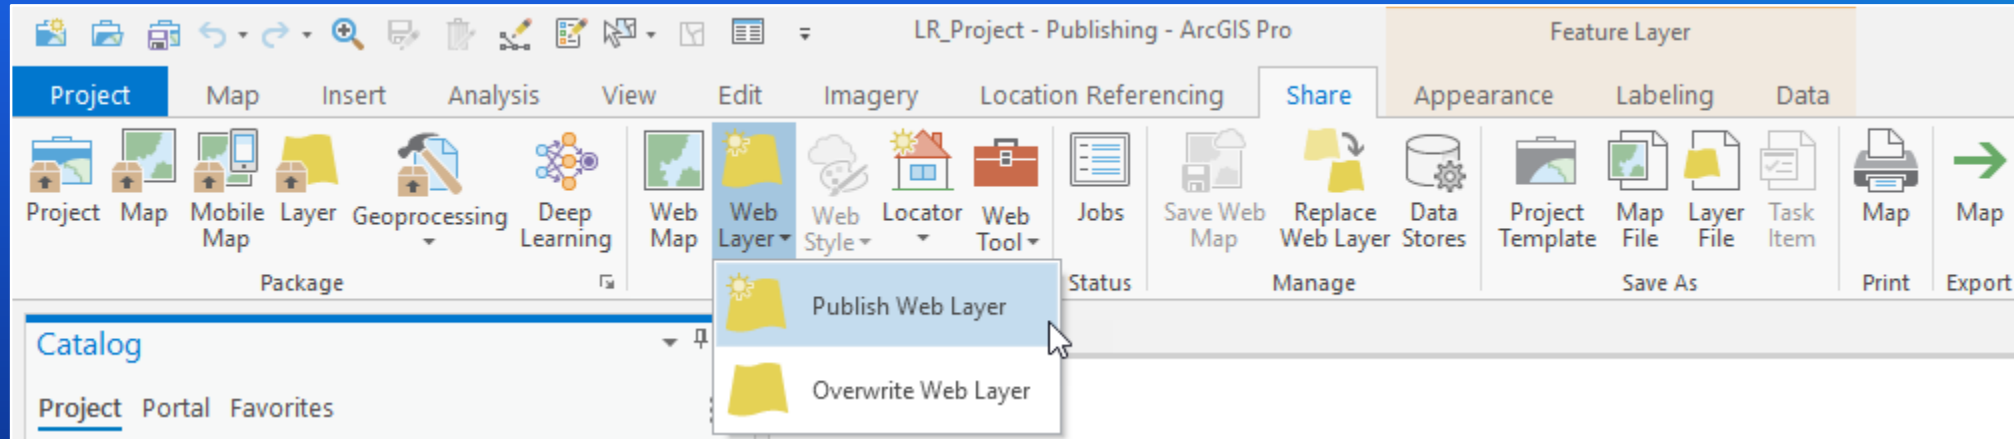 LR_Project - Publishing - ArcGIS Pro
Feature Layer
Project Map Insert Analysis View Edit Imagery Location Referencing Share Appearance Labeling Data
Project Map Mobile Layer Geoprocessing Deep Web Web Web Locator Web Jobs Save Web Replace Data Project Map Layer Task Map Map
Map Learning Map Layer Style Tool Map Web Layer Stores Template File File Item
Package Status Manage Save As Print Export
Publish Web Layer
Catalog
Overwrite Web Layer
Project Portal Favorites